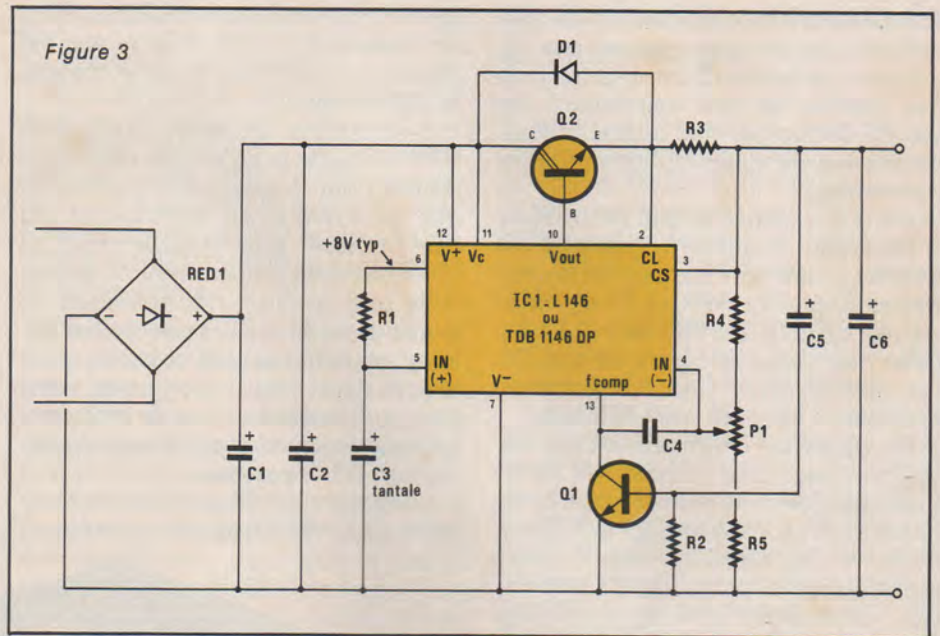 Figure 3
D1
Q2
C
E
R3
B
+8V typ
12
11
10
2
V+
Vc
Vout
CL
6
CS
3
RED1
-
+
R1
IC1.L146
ou
TDB 1146 DP
R4
5
IN
(+)
IN
(-)
4
V-
f comp
7
13
C4
P1
+
C5
+
C6
+
C1
+
C2
+
C3
tantale
Q1
R2
R5